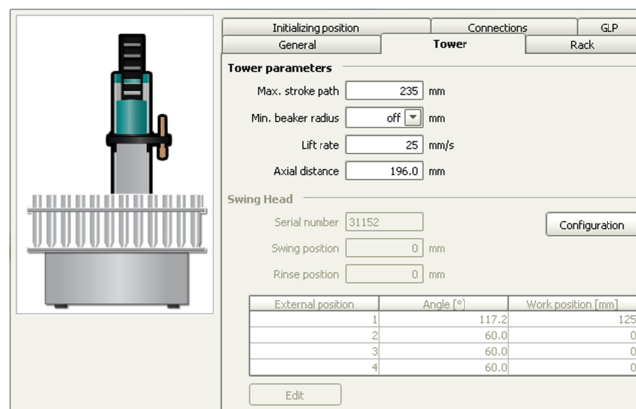 Initializing position Connections GLP
General Tower Rack
Tower parameters
Max. stroke path 235 mm
Min. beaker radius off mm
Lift rate 25 mm/s
Axial distance 196.0 mm
Swing Head
Serial number 31152
Configuration
Swing position 0 mm
Rinse position 0 mm
External position Angle [°] Work position [mm]
1 117.2 125
2 60.0 0
3 60.0 0
4 60.0 0
Edit